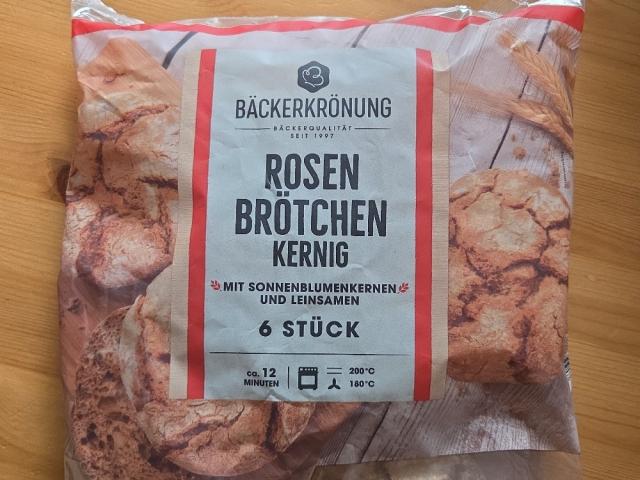 BÄCKERKRÖNUNG
BÄCKERQUALITÄT
SEIT 1997
ROSEN
BRÖTCHEN
KERNIG
MIT SONNENBLUMENKERNEN
UND LEINSAMEN
6 STÜCK
ca. 12
MINUTEN
200°C
180°C